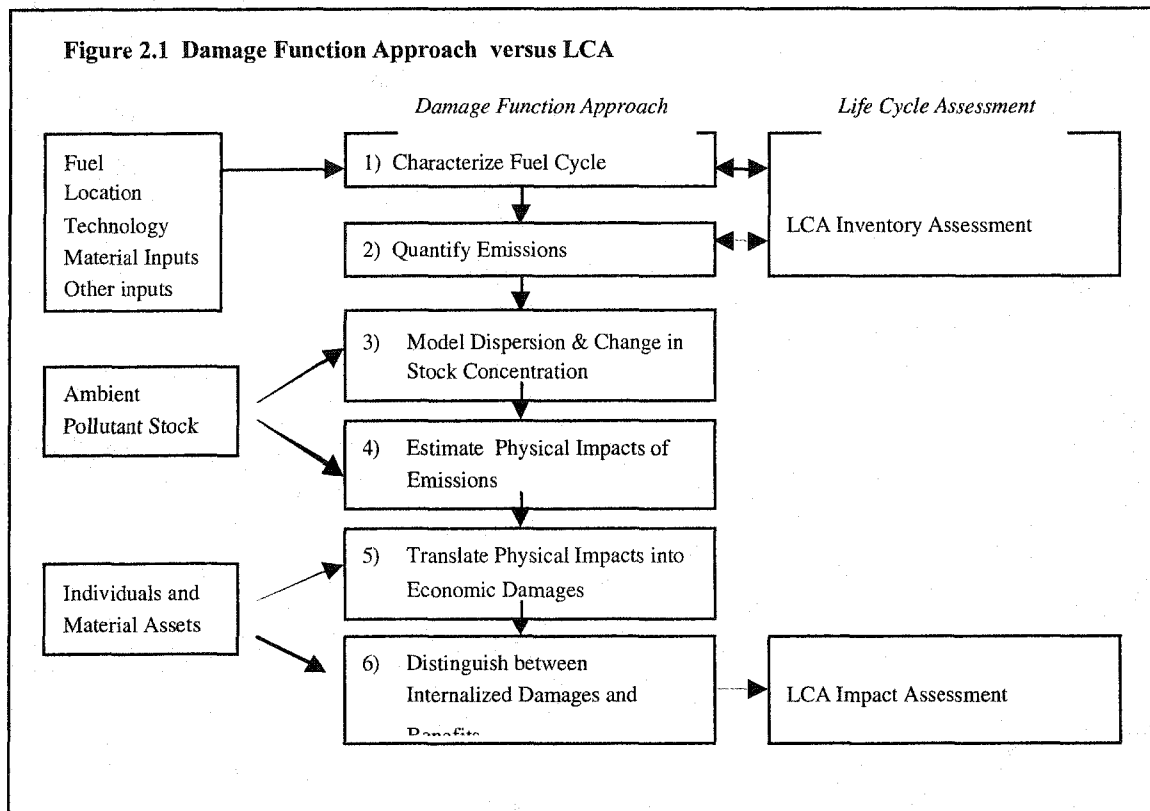 Figure 2.1 Damage Function Approach versus LCA
Damage Function Approach
Life Cycle Assessment
Fuel
Location
Technology
Material Inputs
Other inputs
1) Characterize Fuel Cycle
LCA Inventory Assessment
2) Quantify Emissions
3) Model Dispersion & Change in
Stock Concentration
Ambient
Pollutant Stock
4) Estimate Physical Impacts of
Emissions
5) Translate Physical Impacts into
Economic Damages
Individuals and
Material Assets
6) Distinguish between
Internalized Damages and
Benefits
LCA Impact Assessment